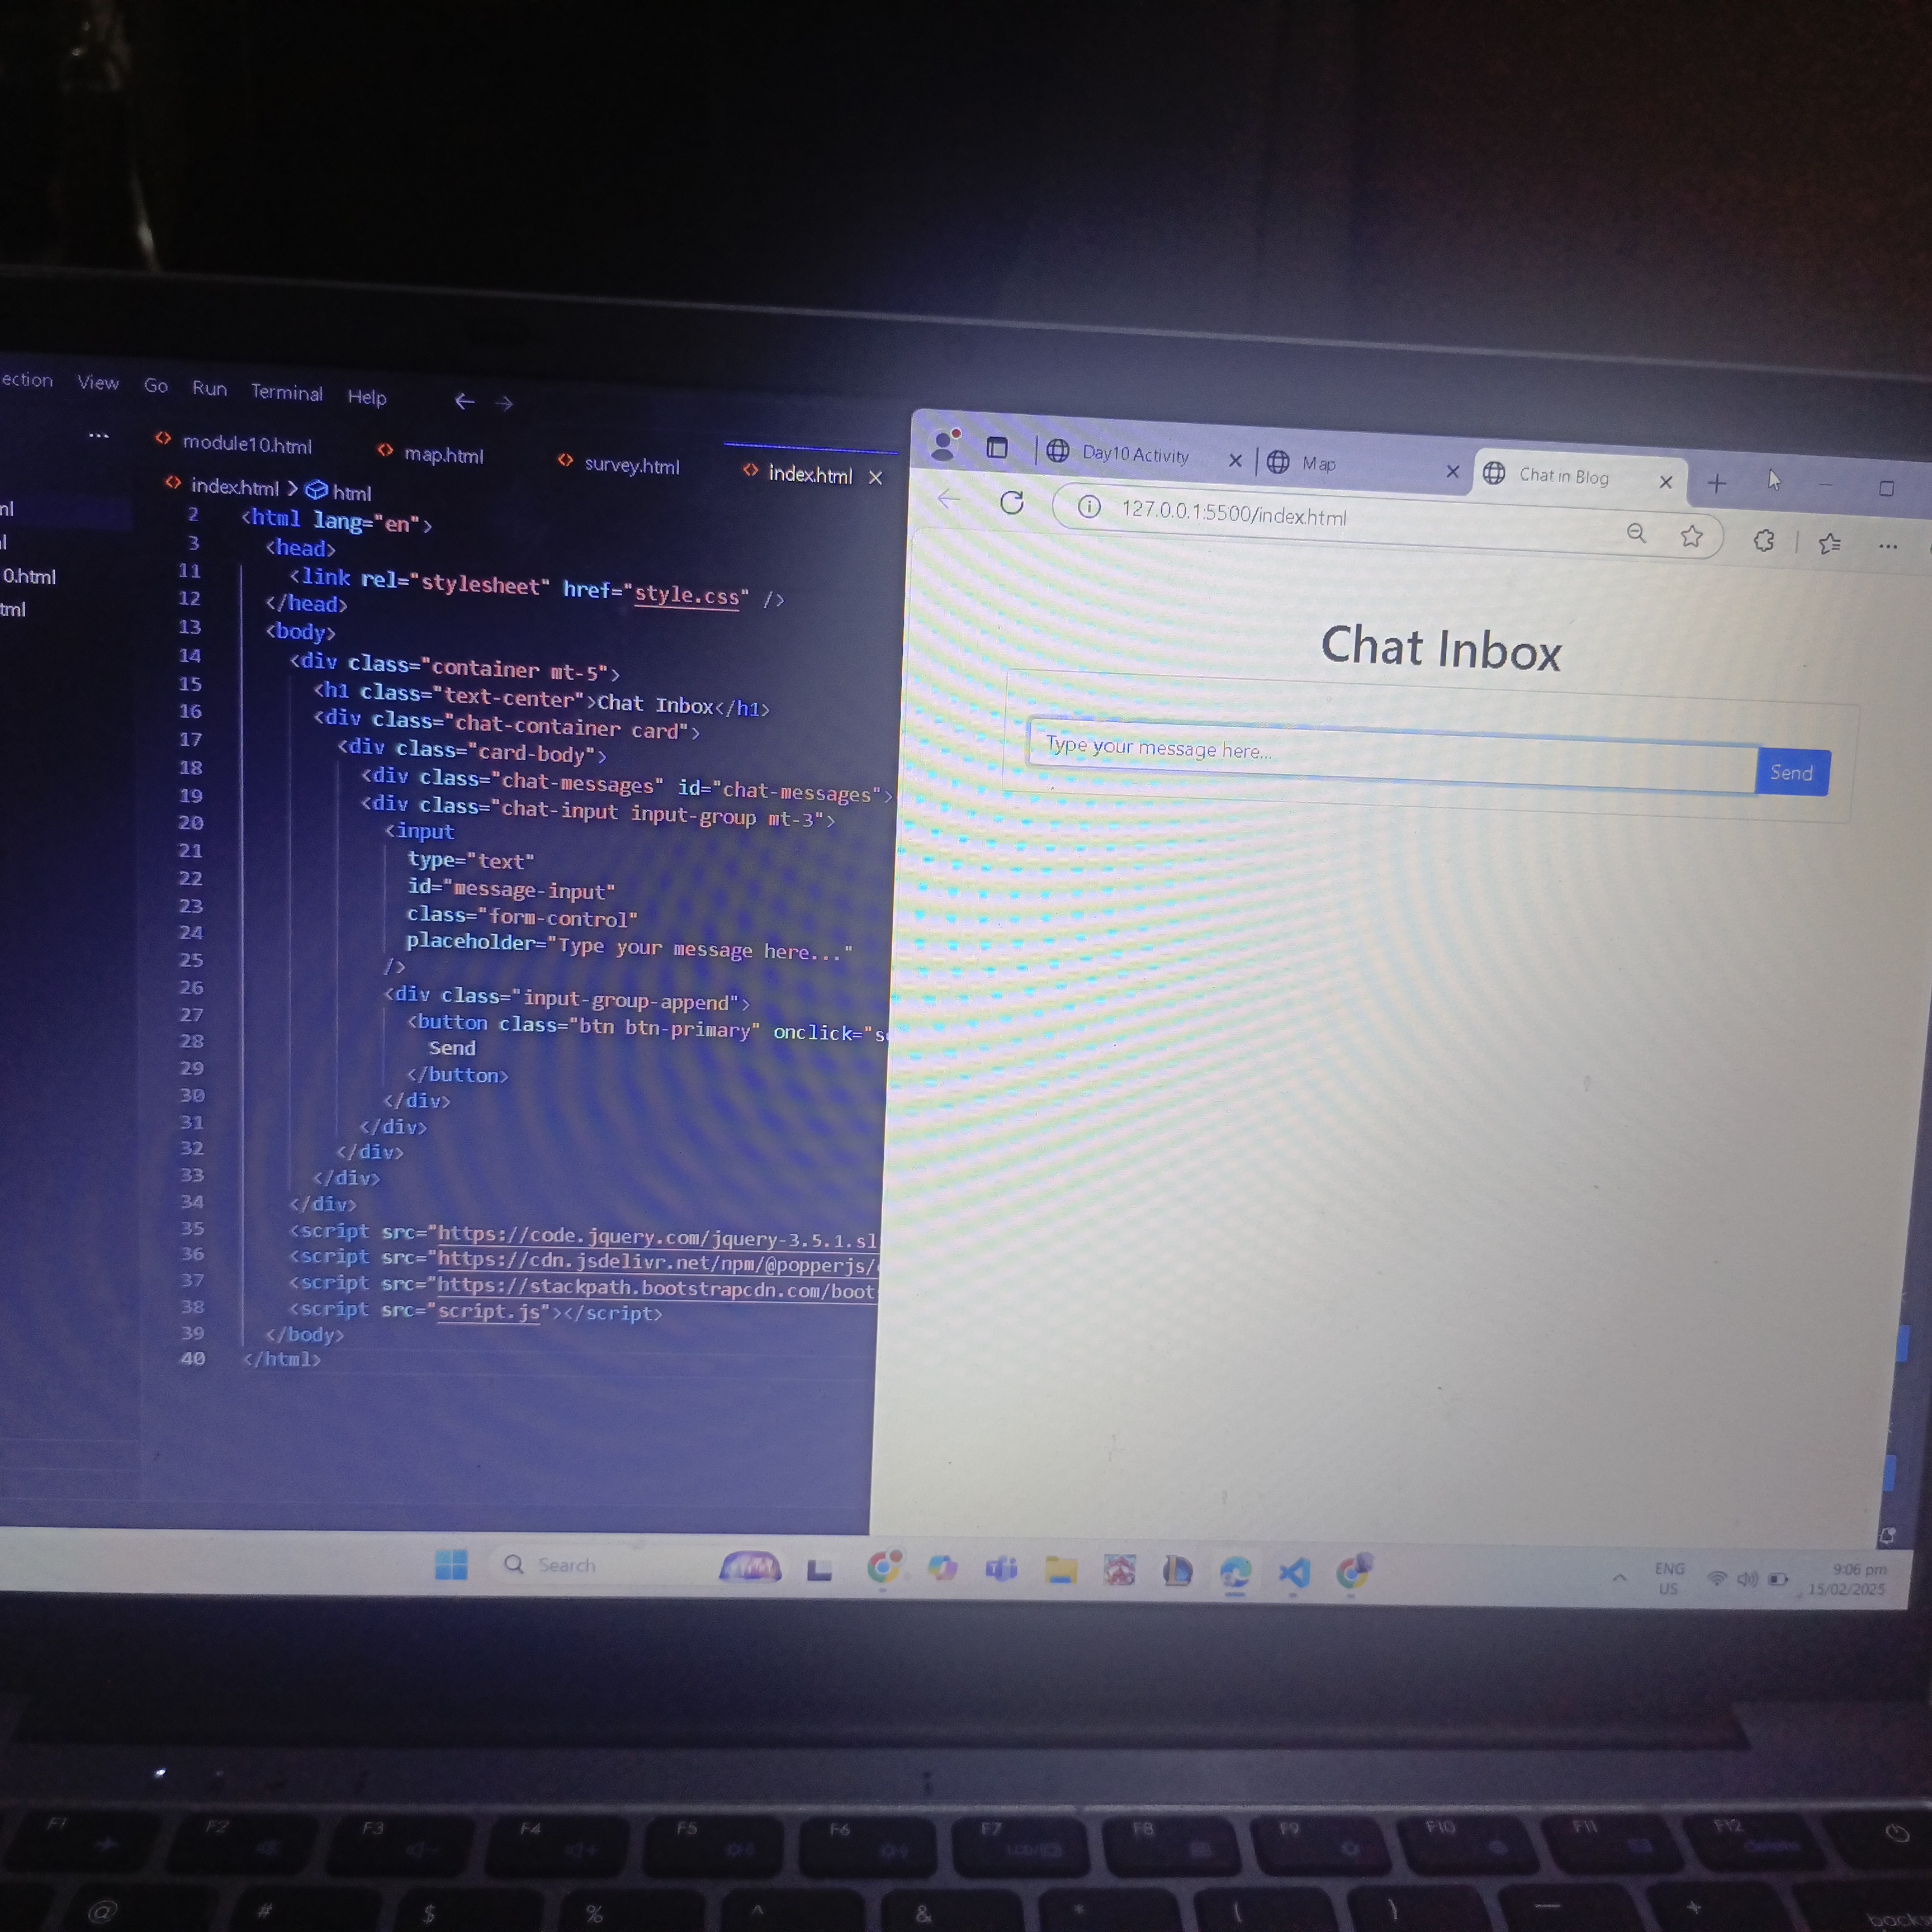 ection View Go Run Terminal Help
module10.html map.html survey.html index.html
index.html > html
ml
l
0.html
tml
2 <html lang="en">
3 <head>
11 <link rel="stylesheet" href="style.css" />
12 </head>
13 <body>
14 <div class="container mt-5">
15 <h1 class="text-center">Chat Inbox</h1>
16 <div class="chat-container card">
17 <div class="card-body">
18 <div class="chat-messages" id="chat-messages">
19 <div class="chat-input input-group mt-3">
20 <input
21 type="text"
22 id="message-input"
23 class="form-control"
24 placeholder="Type your message here..."
25 />
26 <div class="input-group-append">
27 <button class="btn btn-primary" onclick="s
28 Send
29 </button>
30 </div>
31 </div>
32 </div>
33 </div>
34 </div>
35 <script src="https://code.jquery.com/jquery-3.5.1.sl
36 <script src="https://cdn.jsdelivr.net/npm/@popperjs/
37 <script src="https://stackpath.bootstrapcdn.com/boot
38 <script src="script.js"></script>
39 </body>
40 </html>
Day10 Activity Map Chat in Blog
127.0.0.1:5500/index.html
Chat Inbox
Type your message here...
Send
Search
ENG
US
9:06 pm
15/02/2025
F1 F2 F3 F4 F5 F6 F7 F8 F9 F10 F11 F12
delete
@ # $ % ^ & * ( ) — +
backs